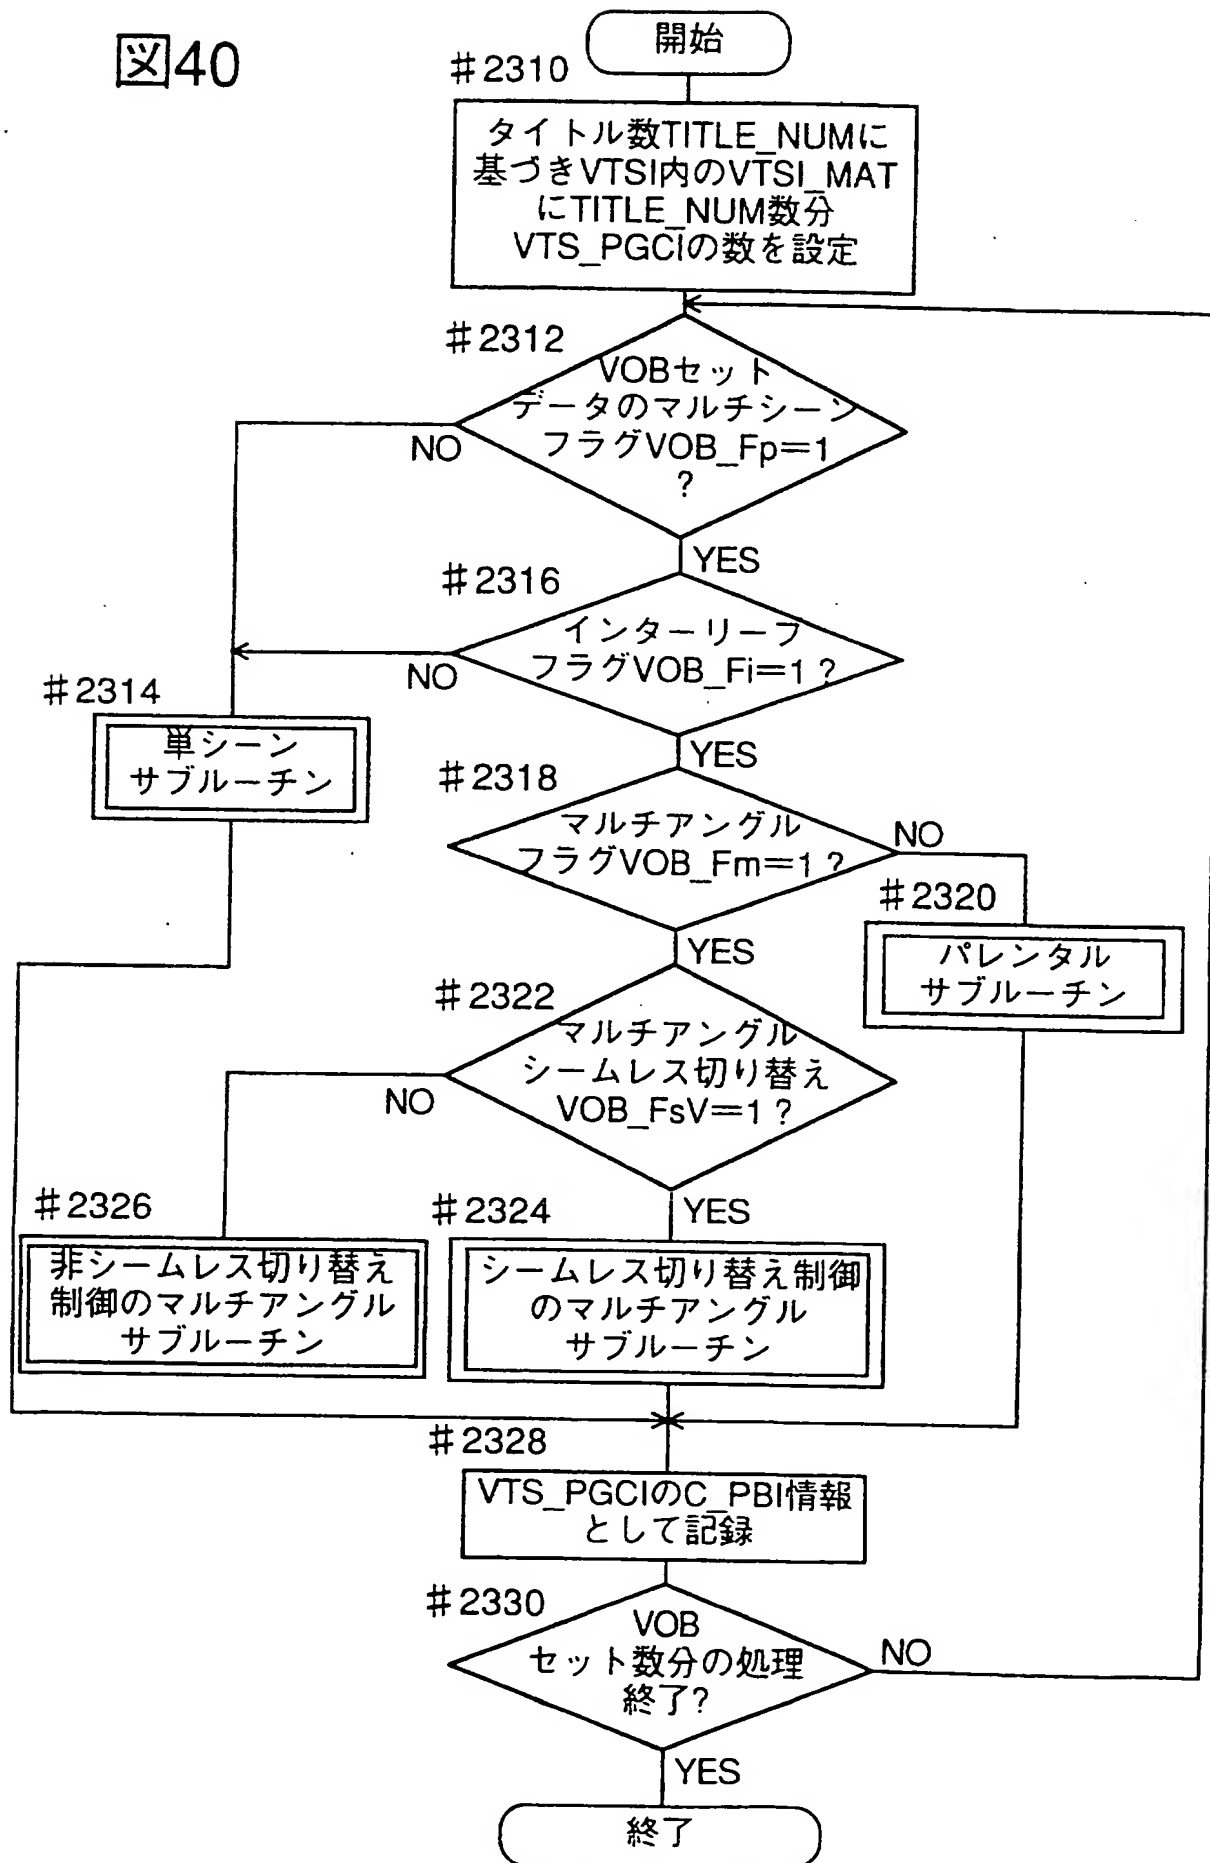 図40
開始
#2310
タイトル数TITLE_NUMに
基づきVTSI内のVTSI_MAT
にTITLE_NUM数分
VTS_PGCIの数を設定
#2312
VOBセット
データのマルチシーン
フラグVOB_Fp=1
?
NO
YES
#2316
インターリーフ
フラグVOB_Fi=1?
NO
YES
#2314
単シーン
サブルーチン
#2318
マルチアングル
フラグVOB_Fm=1?
NO
YES
#2320
パレンタル
サブルーチン
#2322
マルチアングル
シームレス切り替え
VOB_FsV=1?
NO
YES
#2326
非シームレス切り替え
制御のマルチアングル
サブルーチン
#2324
シームレス切り替え制御
のマルチアングル
サブルーチン
#2328
VTS_PGCIのC_PBI情報
として記録
#2330
VOB
セット数分の処理
終了?
NO
YES
終了